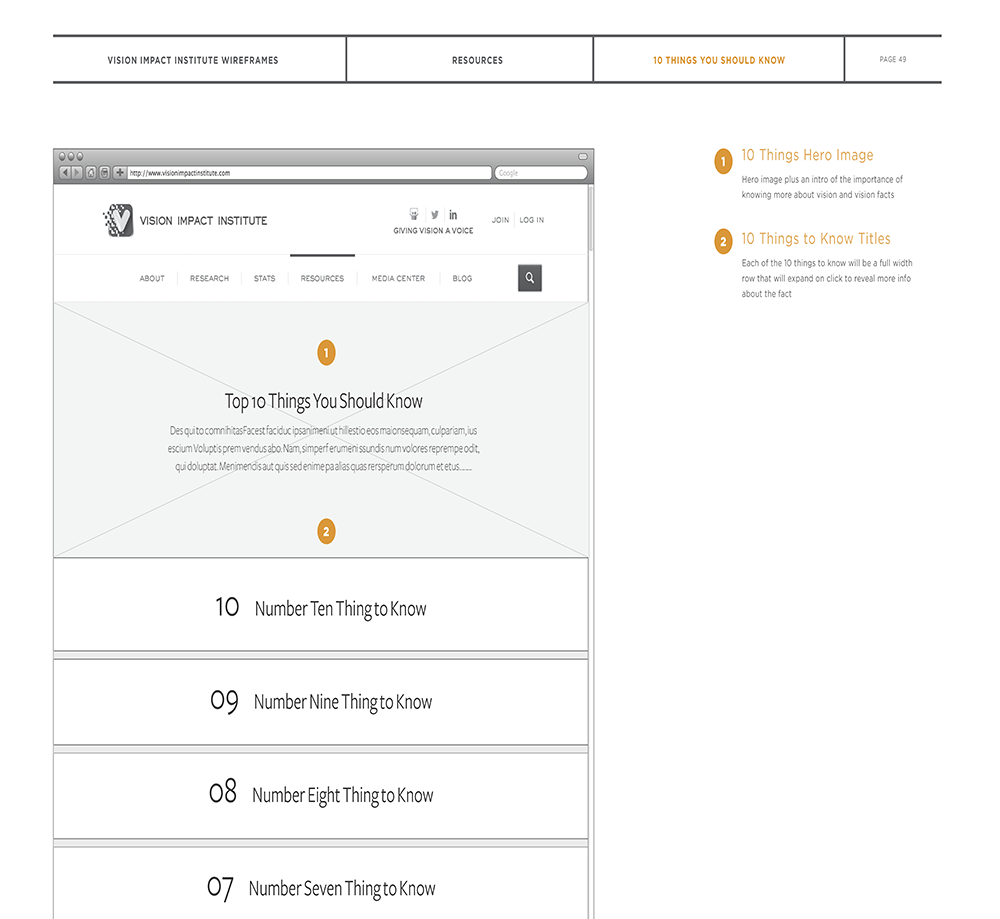 VISION IMPACT INSTITUTE WIREFRAMES
RESOURCES
10 THINGS YOU SHOULD KNOW
PAGE 49
http://www.visionimpactinstitute.com
Google
VISION IMPACT INSTITUTE
GIVING VISION A VOICE
JOIN
LOG IN
ABOUT
RESEARCH
STATS
RESOURCES
MEDIA CENTER
BLOG
1
Top 10 Things You Should Know
Des qui to comnihitasFacest faciduc ipsanimeni ut hillestio eos maionsequam, culpariam, ius
escium Voluptis prem vendus abo. Nam, simperf erumeni ssundis num volores reprempe odit,
qui doluptat. Menimendis aut quis sed enime pa alias quas rersperum dolorum et etus........
2
10 Number Ten Thing to Know
09 Number Nine Thing to Know
08 Number Eight Thing to Know
07 Number Seven Thing to Know
1 10 Things Hero Image
Hero image plus an intro of the importance of
knowing more about vision and vision facts
2 10 Things to Know Titles
Each of the 10 things to know will be a full width
row that will expand on click to reveal more info
about the fact